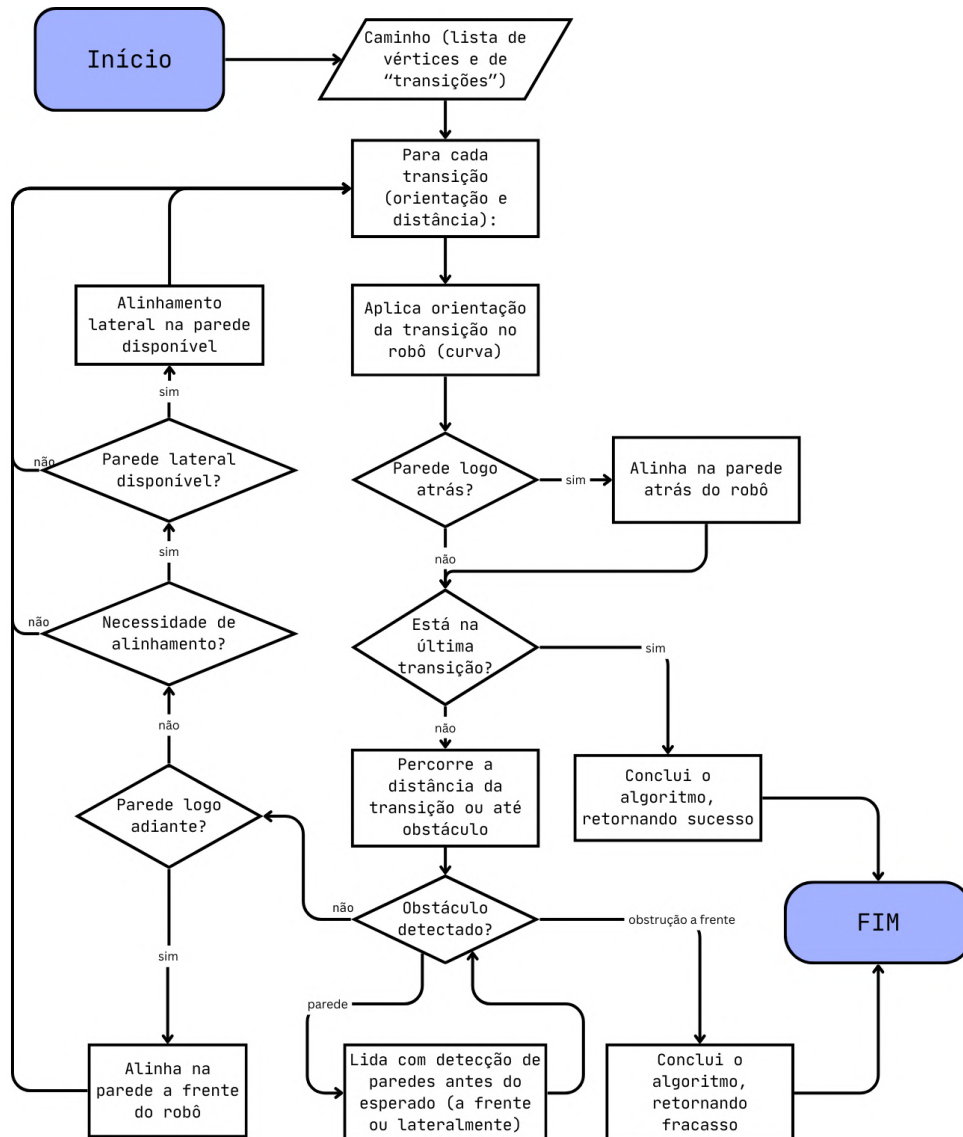 Início
Caminho (lista de
vértices e de
“transições”)
Para cada
transição
(orientação e
distância):
Alinhamento
lateral na parede
disponível
Aplica orientação
da transição no
robô (curva)
sim
não
Parede lateral
disponível?
Parede logo
atrás?
sim
Alinha na parede
atrás do robô
sim
não
não
Necessidade de
alinhamento?
Está na
última
transição?
sim
não
não
Percorre a
distância da
transição ou até
obstáculo
Conclui o
algoritmo,
retornando sucesso
Parede logo
adiante?
não
Obstáculo
detectado?
obstrução a frente
FIM
sim
parede
Alinha na
parede a frente
do robô
Lida com detecção de
paredes antes do
esperado (a frente
ou lateralmente)
Conclui o
algoritmo,
retornando
fracasso